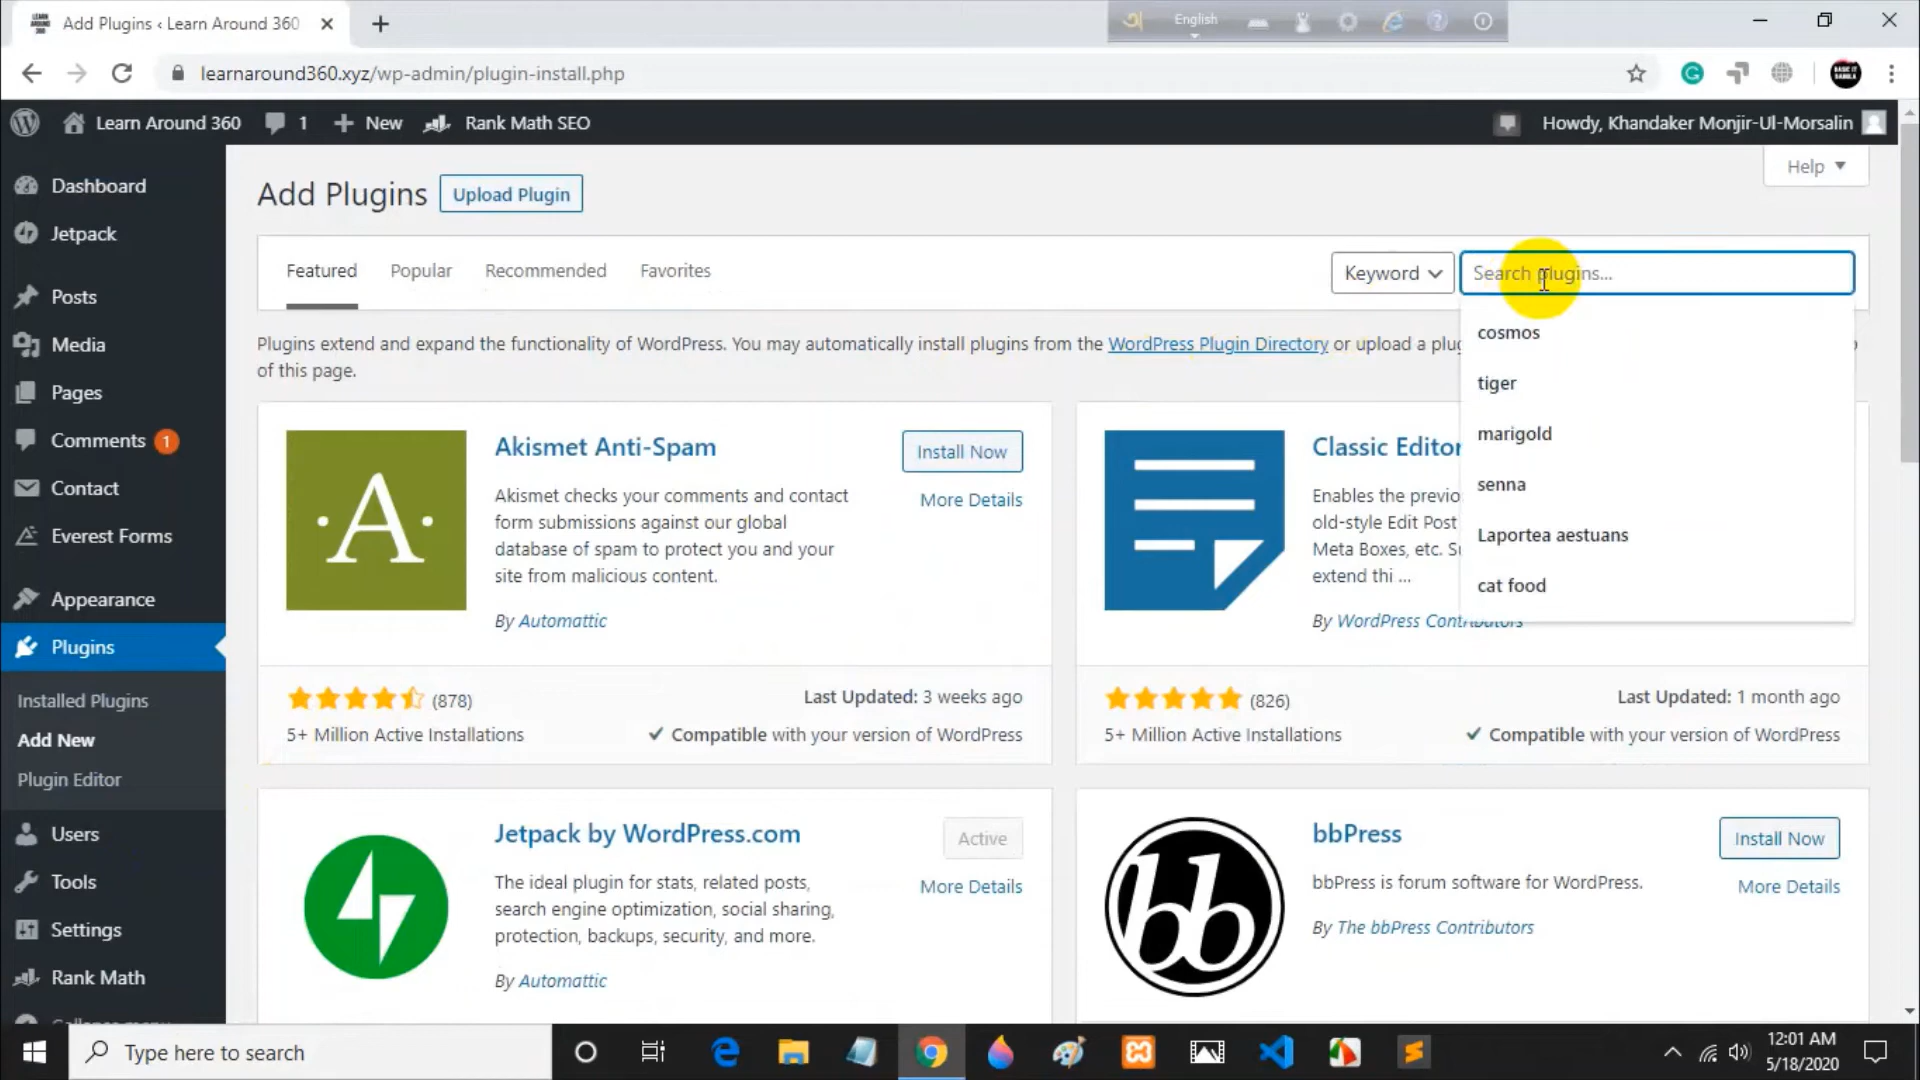 Add Plugins ‹ Learn Around 360
English
learnaround360.xyz/wp-admin/plugin-install.php
Learn Around 360
1
New
Rank Math SEO
Howdy, Khandaker Monjir-Ul-Morsalin
Help
Dashboard
Jetpack
Posts
Media
Pages
Comments 1
Contact
Everest Forms
Appearance
Plugins
Installed Plugins
Add New
Plugin Editor
Users
Tools
Settings
Rank Math
Collapse menu
Add Plugins
Upload Plugin
Featured
Popular
Recommended
Favorites
Keyword
Search plugins...
cosmos
tiger
marigold
senna
Laportea aestuans
cat food
Plugins extend and expand the functionality of WordPress. You may automatically install plugins from the WordPress Plugin Directory or upload a
of this page.
Akismet Anti-Spam
Install Now
More Details
Akismet checks your comments and contact
form submissions against our global
database of spam to protect you and your
site from malicious content.
By Automattic
(878)
5+ Million Active Installations
Last Updated: 3 weeks ago
Compatible with your version of WordPress
Classic Editor
Enables the previo
old-style Edit Post
Meta Boxes, etc. Su
extend thi ...
By WordPress Contributors
(826)
5+ Million Active Installations
Last Updated: 1 month ago
Compatible with your version of WordPress
Jetpack by WordPress.com
Active
More Details
The ideal plugin for stats, related posts,
search engine optimization, social sharing,
protection, backups, security, and more.
By Automattic
bb
bbPress
Install Now
More Details
bbPress is forum software for WordPress.
By The bbPress Contributors
Type here to search
12:01 AM
5/18/2020